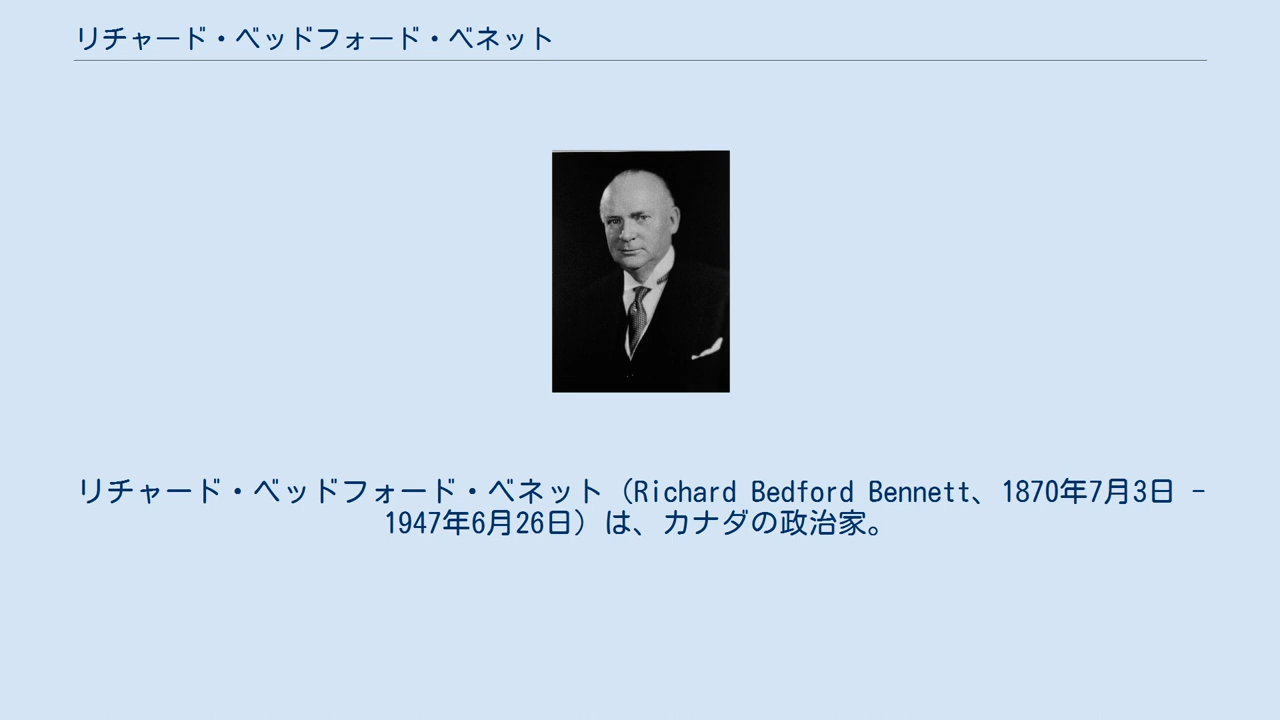 リチャード・ベッドフォード・ベネット
リチャード・ベッドフォード・ベネット（Richard Bedford Bennett、1870年7月3日 -
1947年6月26日）は、カナダの政治家。